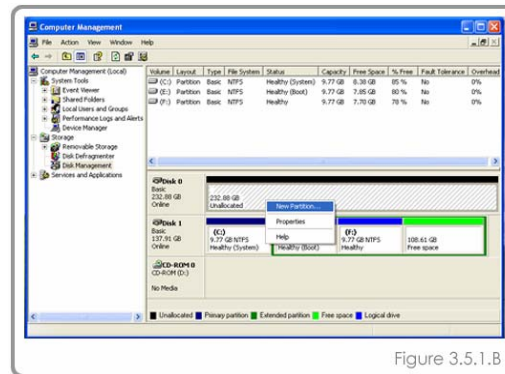 Computer Management
File Action View Window Help
Computer Management (Local)
System Tools
Event Viewer
Shared Folders
Local Users and Groups
Performance Logs and Alerts
Device Manager
Storage
Removable Storage
Disk Defragmenter
Disk Management
Services and Applications
Volume Layout Type File System Status Capacity Free Space % Free Fault Tolerance Overhead
(C:) Partition Basic NTFS Healthy (System) 9.77 GB 8.38 GB 85 % No 0%
(E:) Partition Basic NTFS Healthy (Boot) 9.77 GB 7.85 GB 80 % No 0%
(F:) Partition Basic NTFS Healthy 9.77 GB 7.70 GB 78 % No 0%
Disk 0
Basic
232.88 GB
Online
232.88 GB
Unallocated
New Partition...
Properties
Help
Disk 1
Basic
137.91 GB
Online
(C:)
9.77 GB NTFS
Healthy (System)
Healthy (Boot)
(F:)
9.77 GB NTFS
Healthy
108.61 GB
Free space
CD-ROM 0
CD-ROM (D:)
No Media
Unallocated Primary partition Extended partition Free space Logical drive
Figure 3.5.1.B